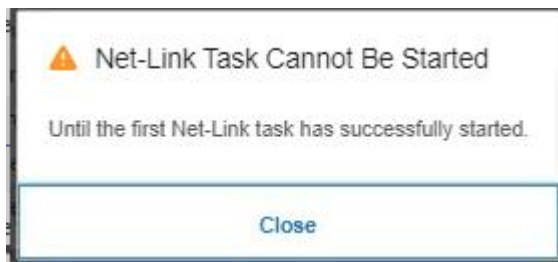 Net-Link Task Cannot Be Started
Until the first Net-Link task has successfully started.
Close